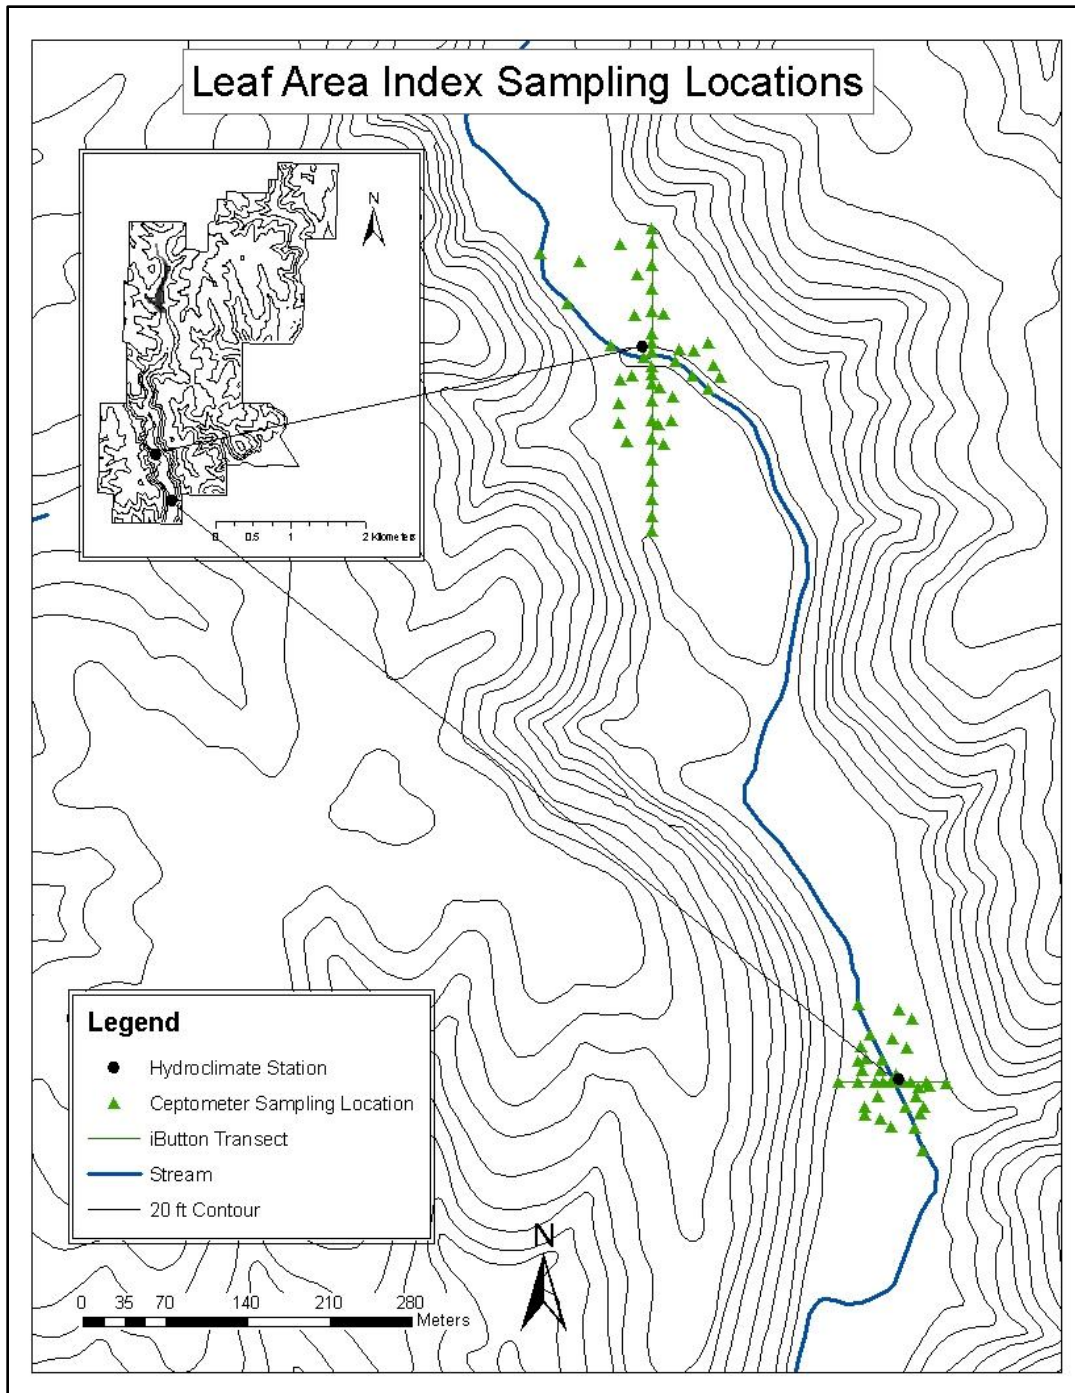 Leaf Area Index Sampling Locations
N
0 0.5 1 2 Kilometers
Legend
Hydroclimate Station
Ceptometer Sampling Location
iButton Transect
Stream
20 ft Contour
N
0 35 70 140 210 280
Meters